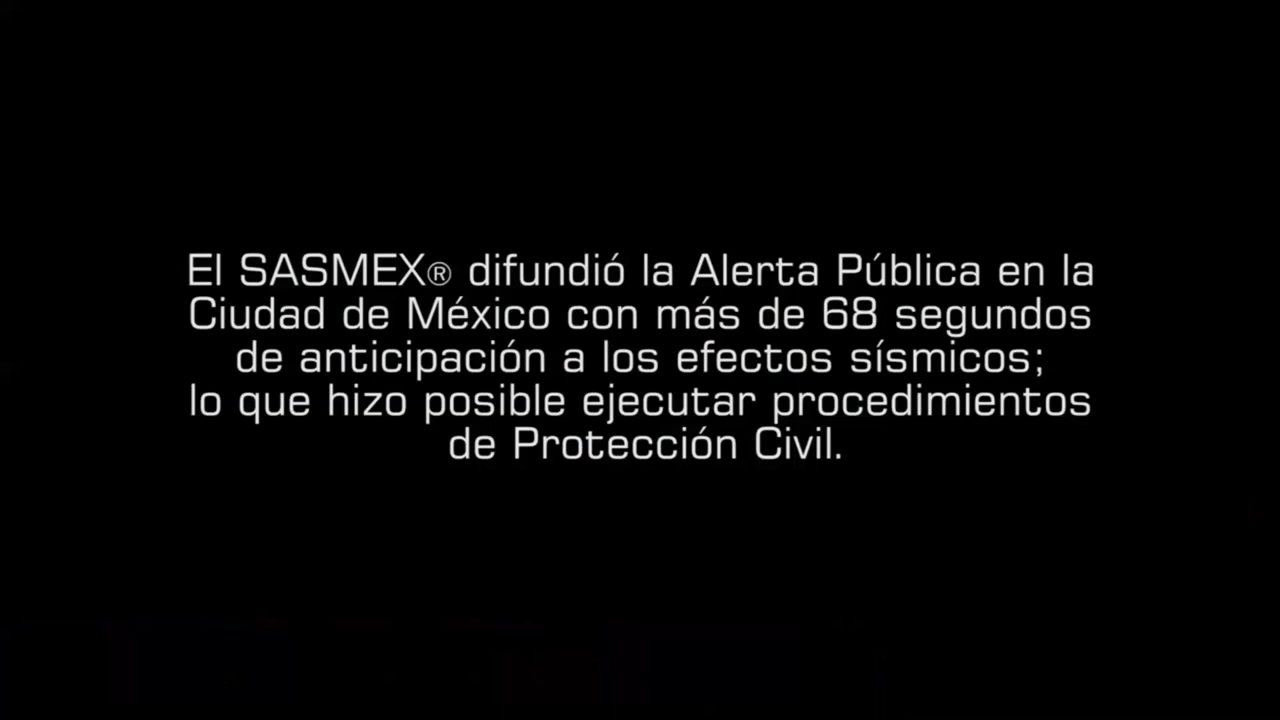 El SASMEX® difundió la Alerta Pública en la
Ciudad de México con más de 68 segundos
de anticipación a los efectos sísmicos;
lo que hizo posible ejecutar procedimientos
de Protección Civil.